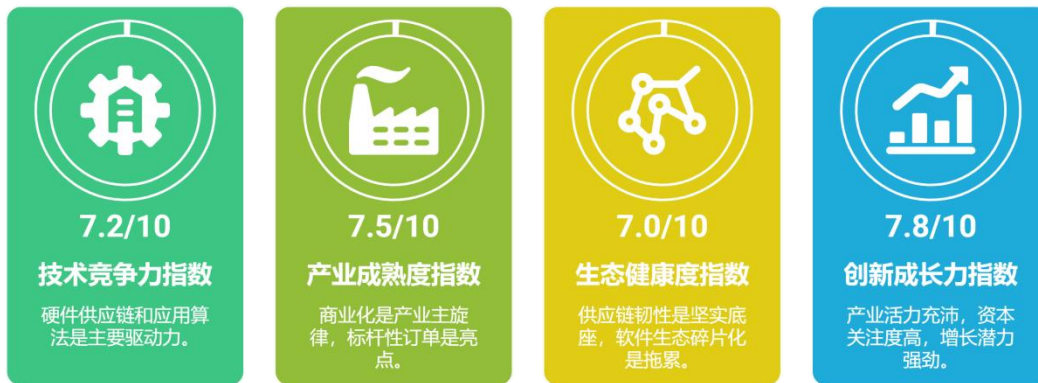 7.2/10
技术竞争力指数
硬件供应链和应用算
法是主要驱动力。
7.5/10
产业成熟度指数
商业化是产业主旋
律，标杆性订单是亮
点。
7.0/10
生态健康度指数
供应链韧性是坚实底
座，软件生态碎片化
是拖累。
7.8/10
创新成长力指数
产业活力充沛，资本
关注度高，增长潜力
强劲。